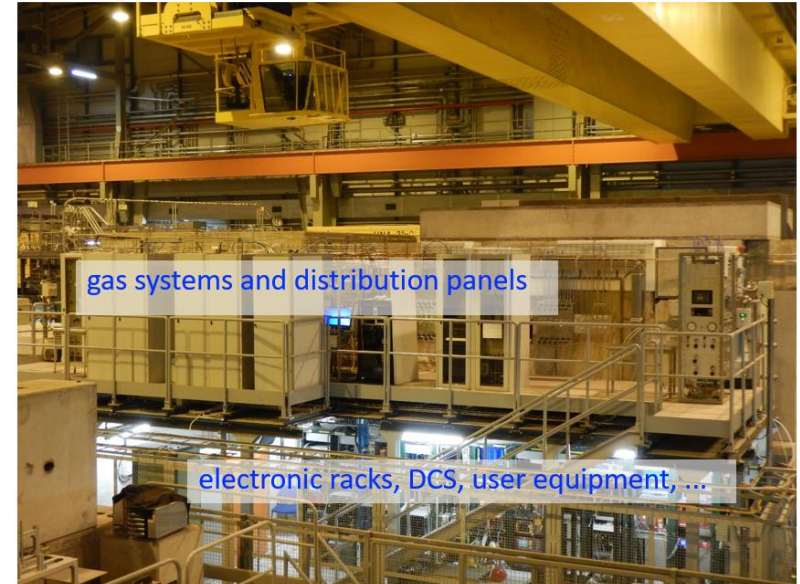 gas systems and distribution panels
electronic racks, DCS, user equipment, ...